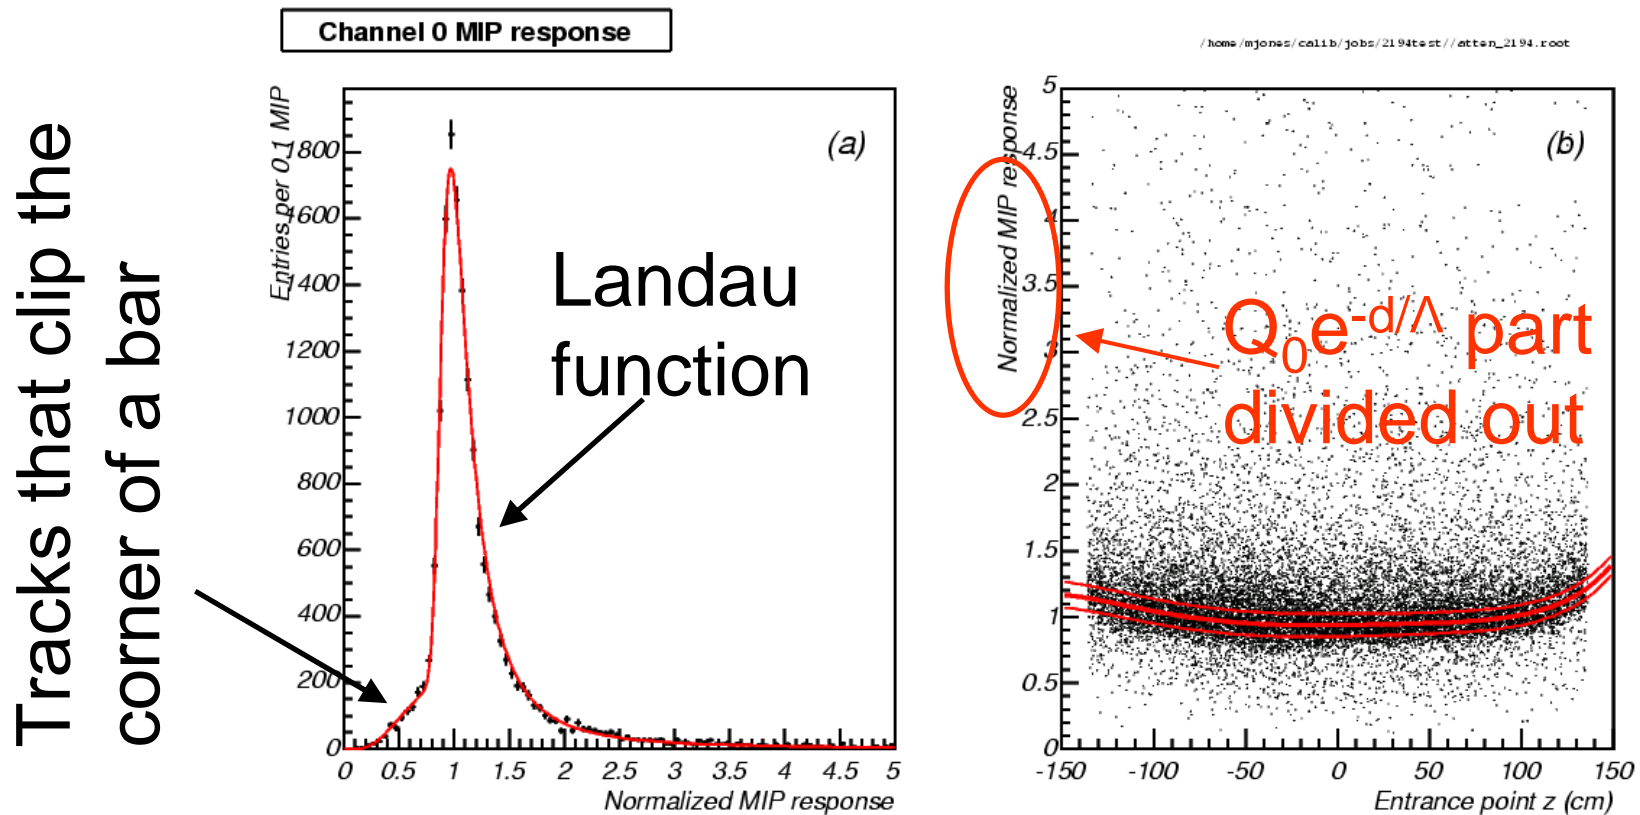 Channel 0 MIP response
/home/mjones/calib/jobs/2194test//atten_2194.root
Tracks that clip the
corner of a bar
Entries per 0.1 MIP
1800
1600
1400
1200
1000
800
600
400
200
0
(a)
Landau
function
0 0.5 1 1.5 2 2.5 3 3.5 4 4.5 5
Normalized MIP response
Normalized MIP response
5
4.5
4
3.5
3
2.5
2
1.5
1
0.5
0
(b)
Q0e-d/Λ part
divided out
-150 -100 -50 0 50 100 150
Entrance point z (cm)